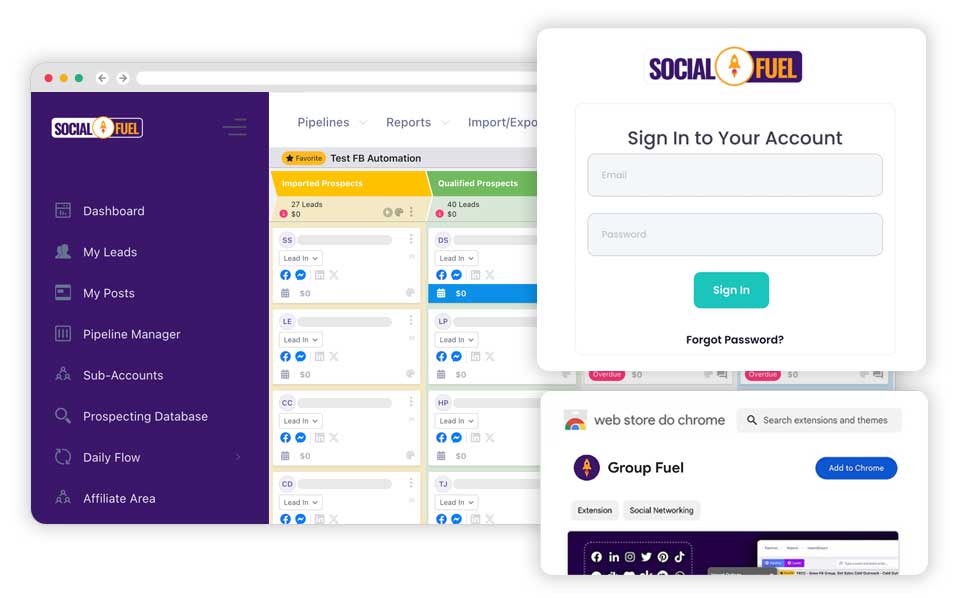 SOCIAL FUEL
Dashboard
My Leads
My Posts
Pipeline Manager
Sub-Accounts
Prospecting Database
Daily Flow
Affiliate Area
Pipelines Reports Import/Expo
Favorite Test FB Automation
Imported Prospects Qualified Prospects
27 Leads 40 Leads
$0 $0
SS DS
Lead In Lead In
$0 $0
LE LP
Lead In Lead In
$0 $0
CC HP
Lead In Lead In
$0 $0
CD TJ
Lead In Lead In
SOCIAL FUEL
Sign In to Your Account
Email
Password
Sign In
Forgot Password?
Overdue $0 Overdue $0
web store do chrome Search extensions and themes
Group Fuel Add to Chrome
Extension Social Networking